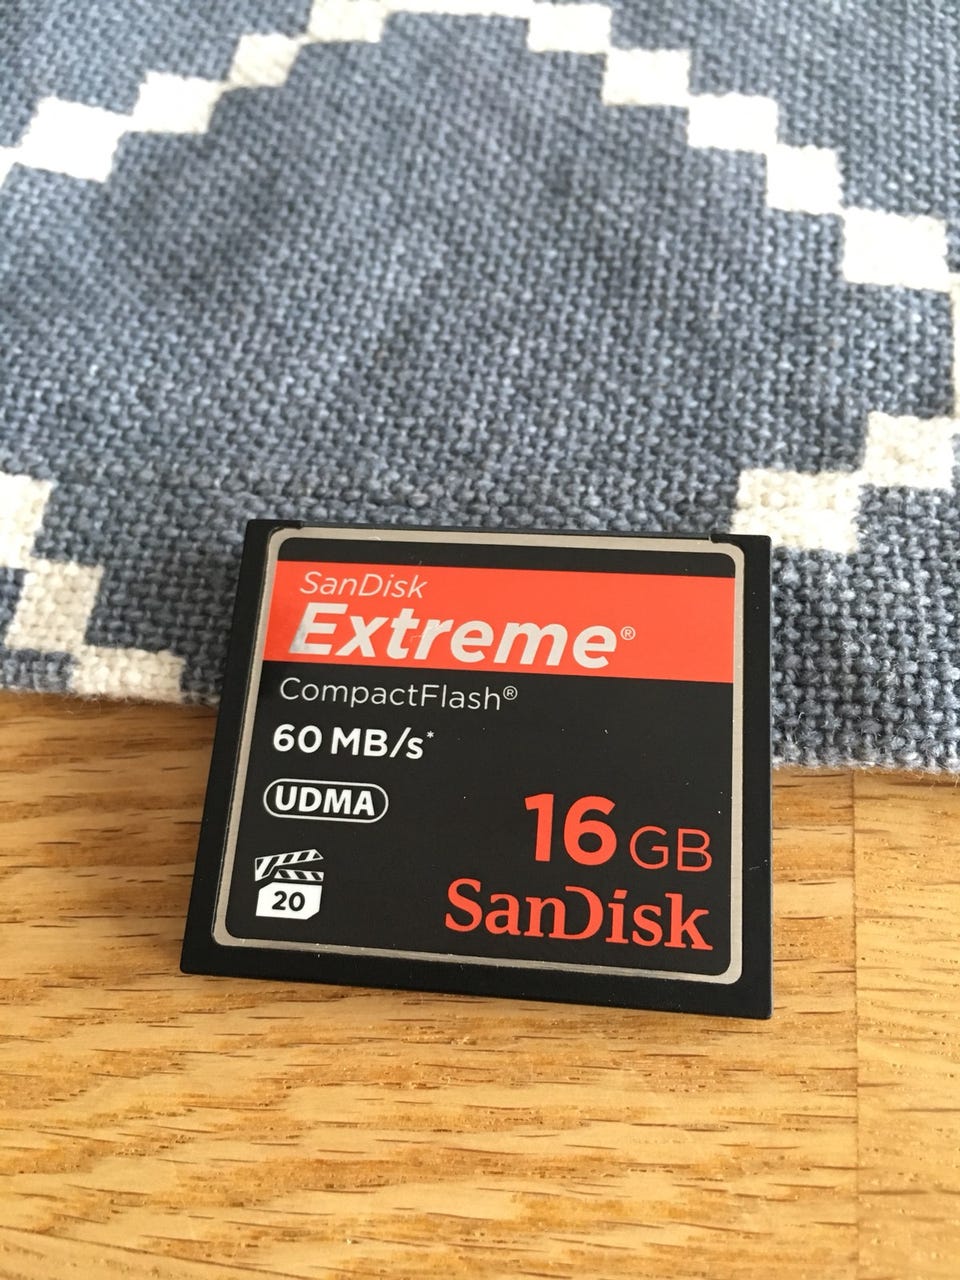 SanDisk
Extreme®
CompactFlash®
60 MB/s*
UDMA
16 GB
20
SanDisk